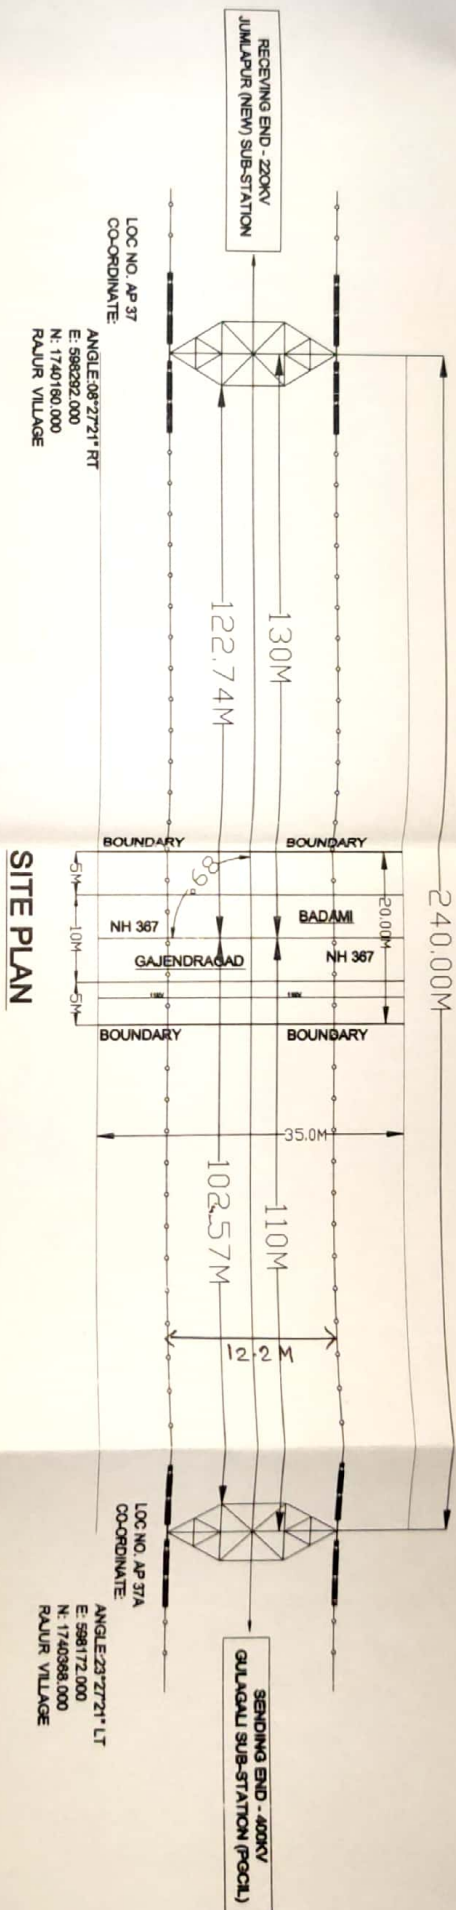 RECEVING END - 220KV
JUMLAPUR (NEW) SUB-STATION
LOC NO. AP 37
CO-ORDINATE:
ANGLE:08°27'21" RT
E: 598292.000
N: 1740160.000
RAJUR VILLAGE
240.00M
130M
122.74M
BOUNDARY
BOUNDARY
5M
10M
5M
20.00M
90
BADAMI
NH 367
NH 367
GAJENDRAGAD
BOUNDARY
BOUNDARY
35.0M
110M
102.57M
12.2 M
LOC NO. AP 37A
CO-ORDINATE:
ANGLE:23°27'21" LT
E: 598172.000
N: 1740368.000
RAJUR VILLAGE
SENDING END - 400KV
GULAGALI SUB-STATION (PGCIL)
SITE PLAN